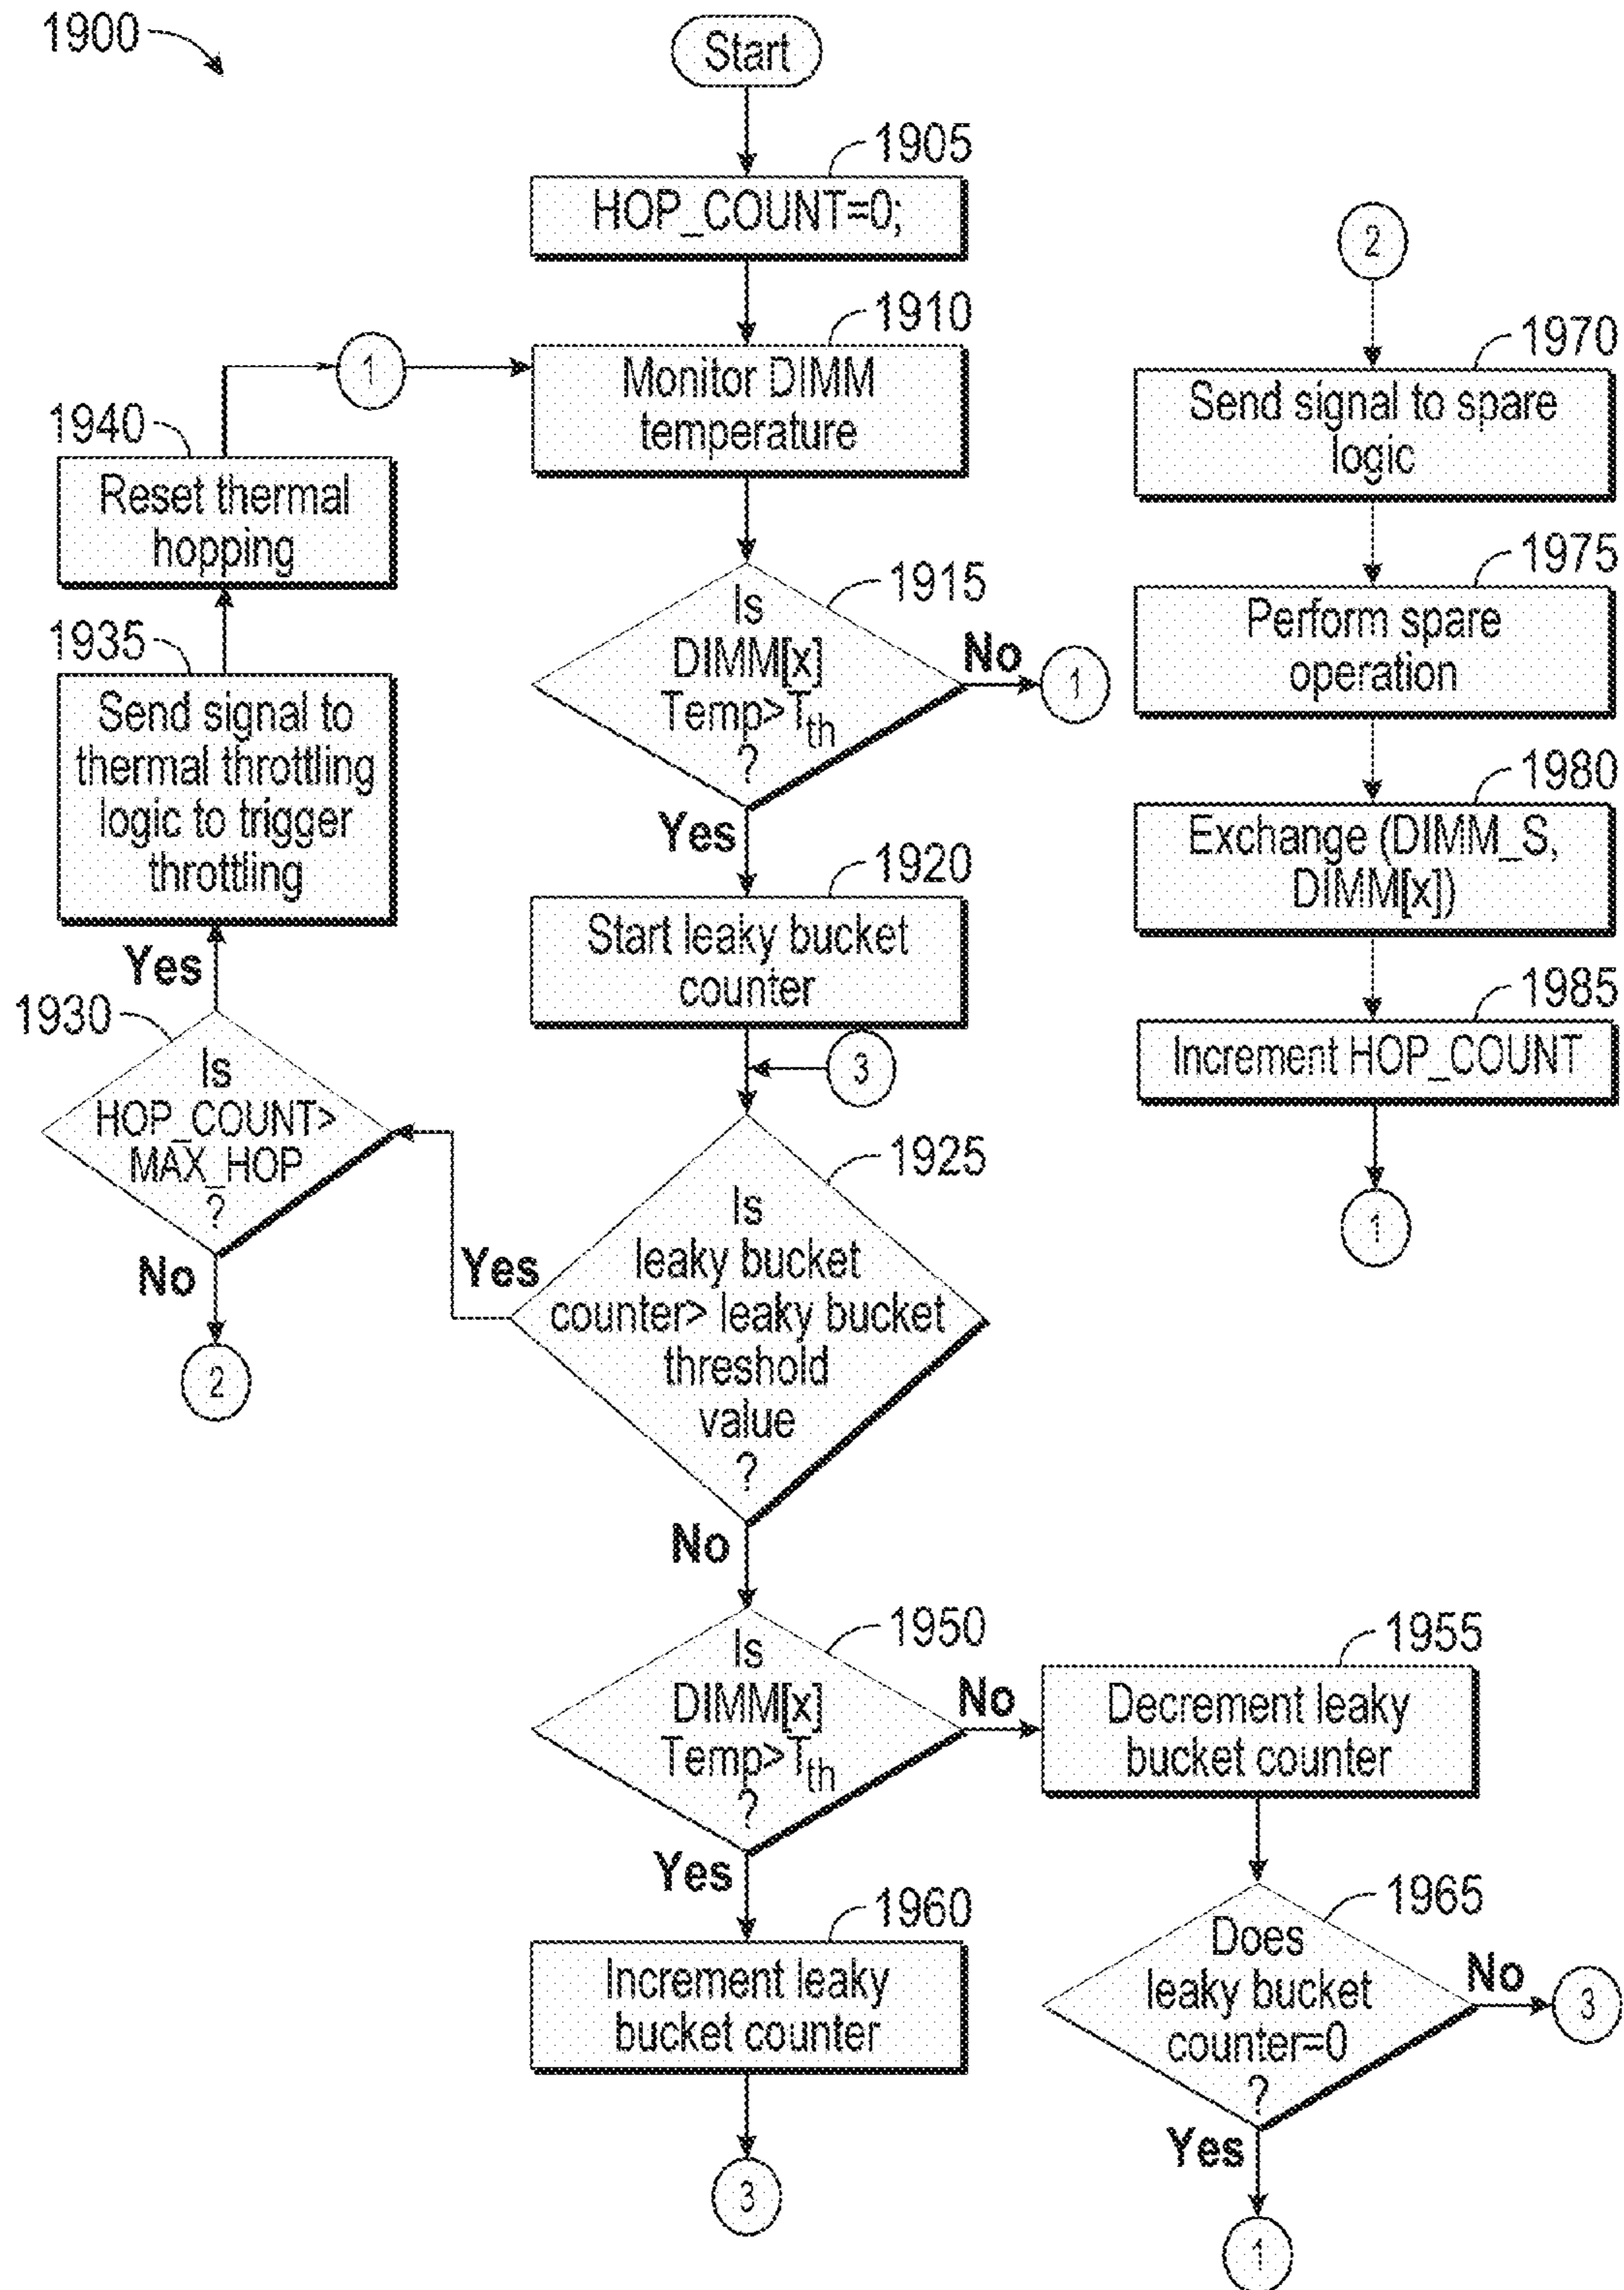 1900
Start
1905
HOP_COUNT=0;
1910
1
Monitor DIMM
temperature
1915
Is
DIMM[x]
Temp>Tth
?
No
1
Yes
1920
Start leaky bucket
counter
3
1925
Is
leaky bucket
counter> leaky bucket
threshold
value
?
Yes
No
1930
Is
HOP_COUNT>
MAX_HOP
?
Yes
No
2
1935
Send signal to
thermal throttling
logic to trigger
throttling
1940
Reset thermal
hopping
1950
Is
DIMM[x]
Temp>Tth
?
No
Yes
1955
Decrement leaky
bucket counter
1960
Increment leaky
bucket counter
3
1965
Does
leaky bucket
counter=0
?
No
3
Yes
1
2
1970
Send signal to spare
logic
1975
Perform spare
operation
1980
Exchange (DIMM_S,
DIMM[x])
1985
Increment HOP_COUNT
1